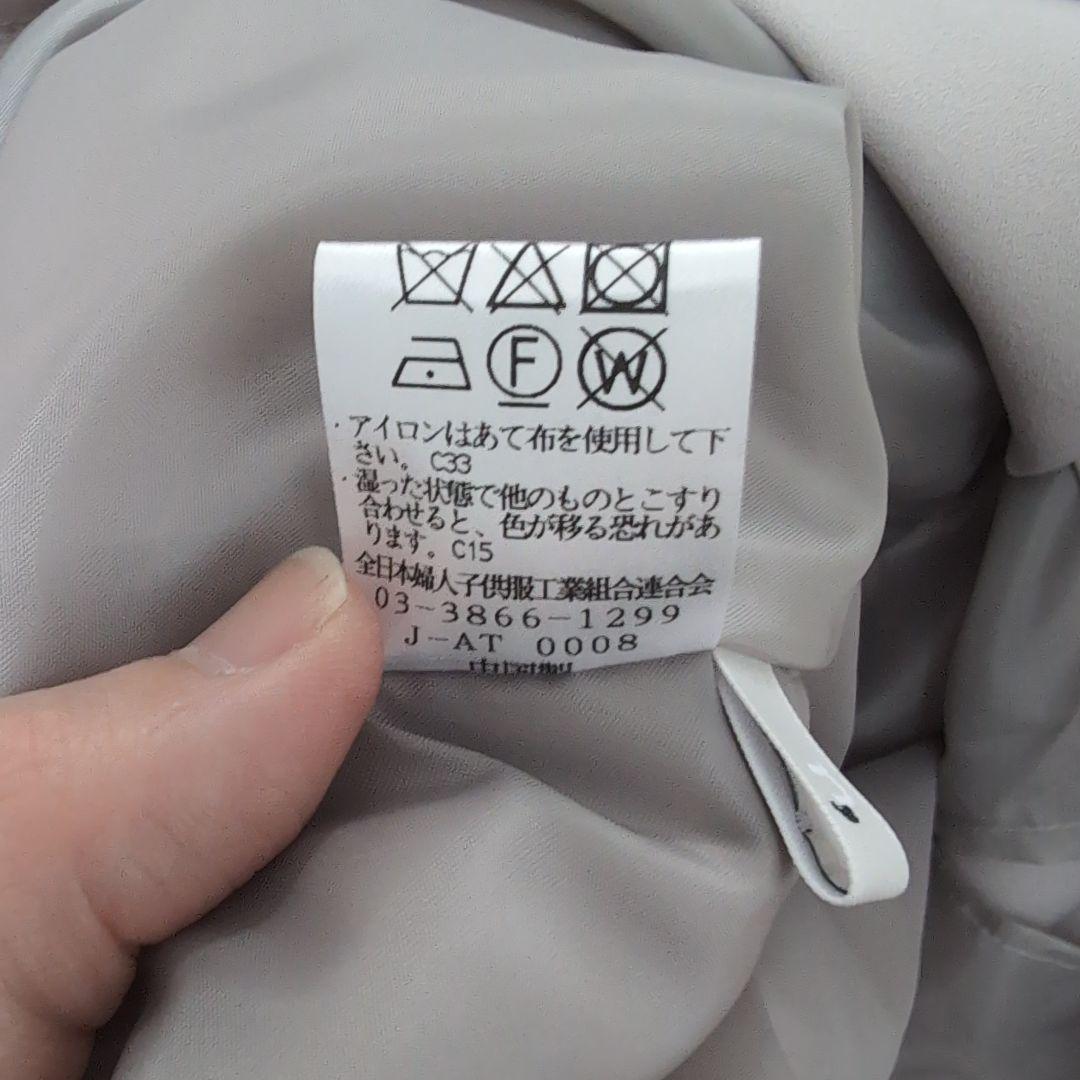 F W
・アイロンはあて布を使用して下
さい。 C33
・湿った状態で他のものとこすり
合わせると、色が移る恐れがあ
ります。C15
全日本婦人子供服工業組合連合会
03-3866-1299
J-AT 0008
中国製